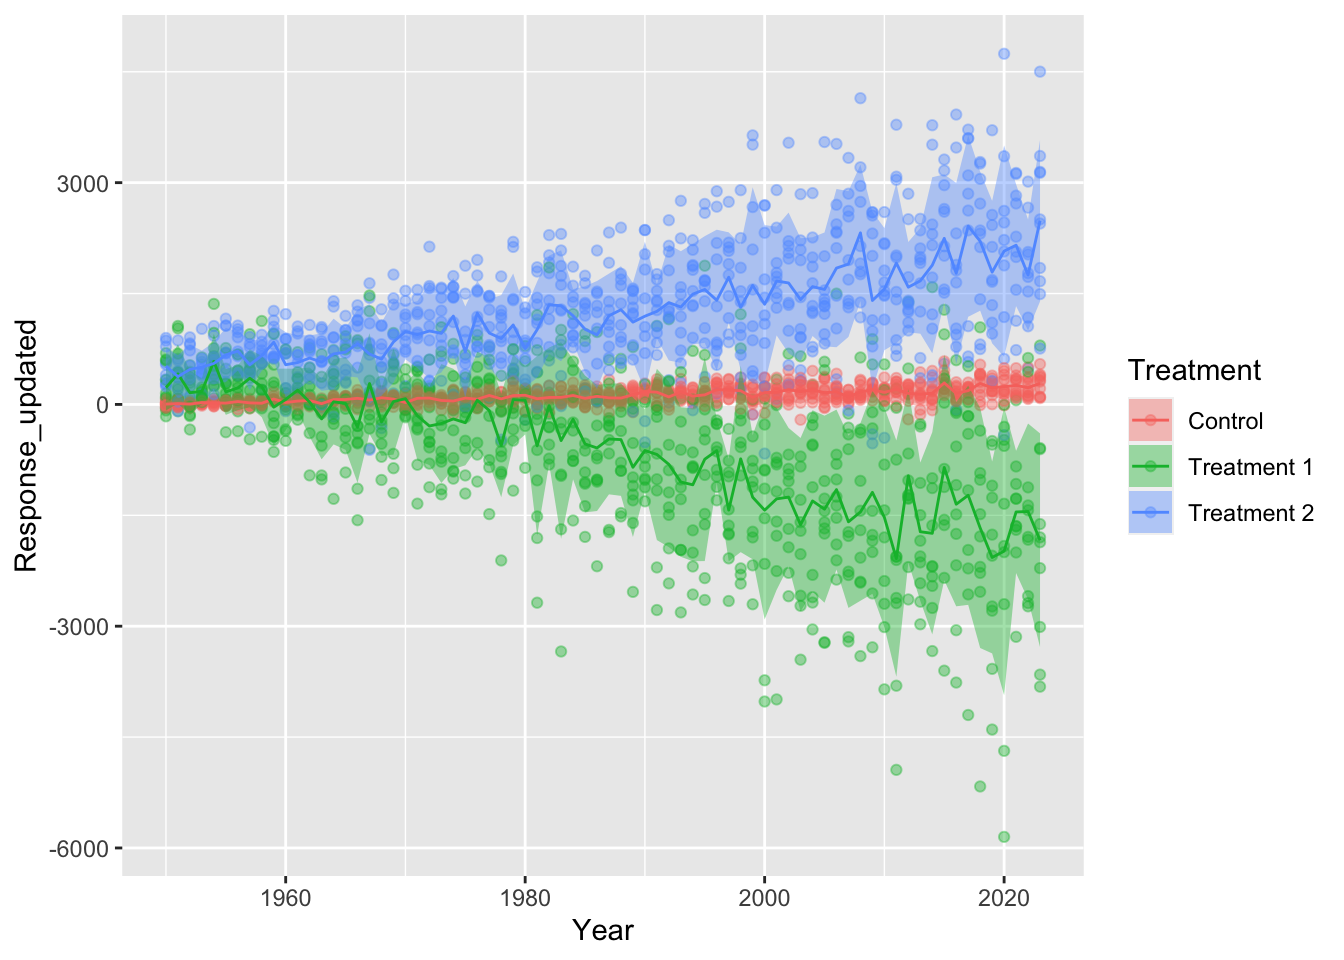 Response_updated
3000
0
-3000
-6000
1960
1980
2000
2020
Year
Treatment
Control
Treatment 1
Treatment 2